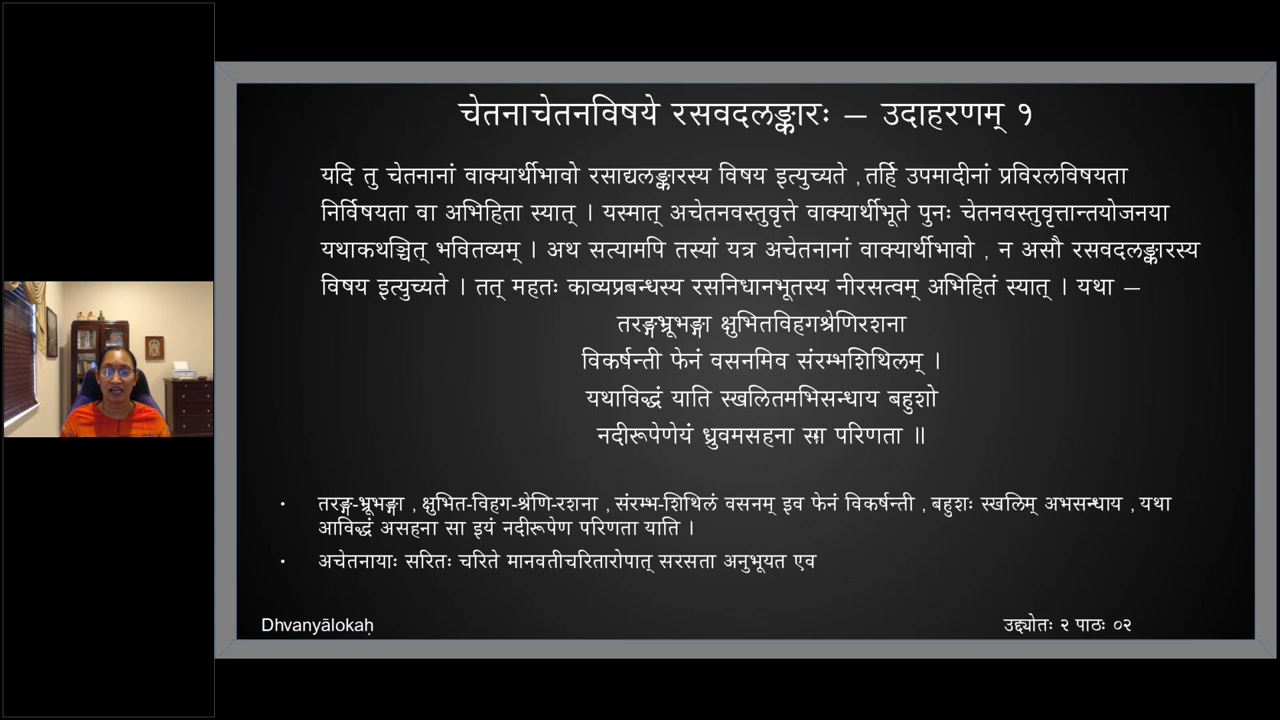 चेतनाचेतनविषये रसवदलङ्कारः – उदाहरणम् १
यदि तु चेतनानां वाक्यार्थीभावो रसाद्यलङ्कारस्य विषय इत्युच्यते , तर्हि उपमादीनां प्रविरलविषयता
निर्विषयता वा अभिहिता स्यात् । यस्मात् अचेतनवस्तुवृत्ते वाक्यार्थीभूते पुनः चेतनवस्तुवृत्तान्तयोजनया
यथाकथञ्चित् भवितव्यम् । अथ सत्यामपि तस्यां यत्र अचेतनानां वाक्यार्थीभावो , न असौ रसवदलङ्कारस्य
विषय इत्युच्यते । तत् महतः काव्यप्रबन्धस्य रसनिधानभूतस्य नीरसत्वम् अभिहितं स्यात् । यथा –
तरङ्गभ्रूभङ्गा क्षुभितविहगश्रेणिरशना
विकर्षन्ती फेनं वसनमिव संरम्भशिथिलम् ।
यथाविद्धं याति स्खलितमभिसन्धाय बहुशो
नदीरूपेणेयं ध्रुवमसहना सा परिणता ॥
• तरङ्ग-भ्रूभङ्गा , क्षुभित-विहग-श्रेणि-रशना , संरम्भ-शिथिलं वसनम् इव फेनं विकर्षन्ती , बहुशः स्खलिम् अभसन्धाय , यथा
आविद्धं असहना सा इयं नदीरूपेण परिणता याति ।
• अचेतनायाः सरितः चरिते मानवतीचरितारोपात् सरसता अनुभूयत एव
Dhvanyālokaḥ
उद्द्योतः २ पाठः ०२